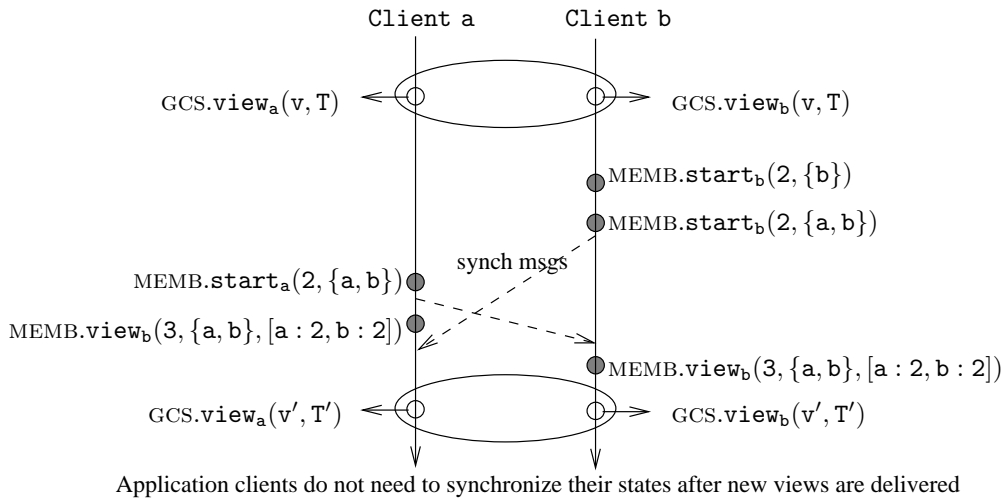 Client a Client b
GCS.view_a(v, T) GCS.view_b(v, T)
MEMB.start_b(2, {b})
MEMB.start_b(2, {a, b})
synch msgs
MEMB.start_a(2, {a, b})
MEMB.view_b(3, {a, b}, [a : 2, b : 2])
MEMB.view_b(3, {a, b}, [a : 2, b : 2])
GCS.view_a(v′, T′) GCS.view_b(v′, T′)
Application clients do not need to synchronize their states after new views are delivered